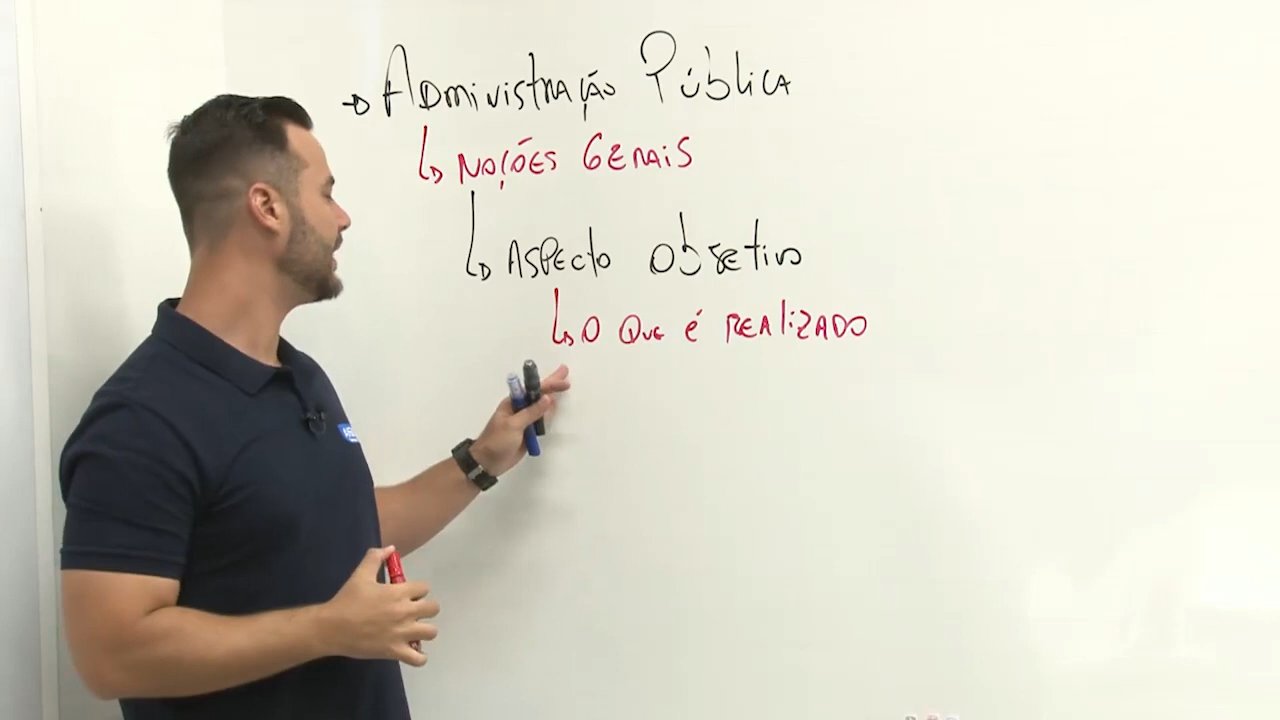 Administração Pública
Noções Gerais
Aspecto Objetivo
O que é realizado